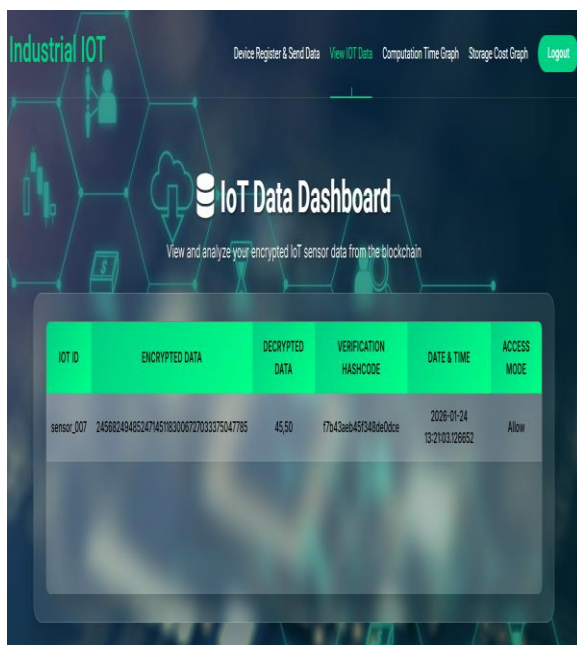 Industrial IOT
Device Register & Send Data View IOT Data Computation Time Graph Storage Cost Graph Logout
IoT Data Dashboard
View and analyze your encrypted IoT sensor data from the blockchain
IOT ID ENCRYPTED DATA DECRYPTED DATA VERIFICATION HASHCODE DATE & TIME ACCESS MODE
sensor_007 245682494852471451183006727033375047785 45,50 f7b43aeb45f348de0dce 2026-01-24 13:21:03.126652 Allow